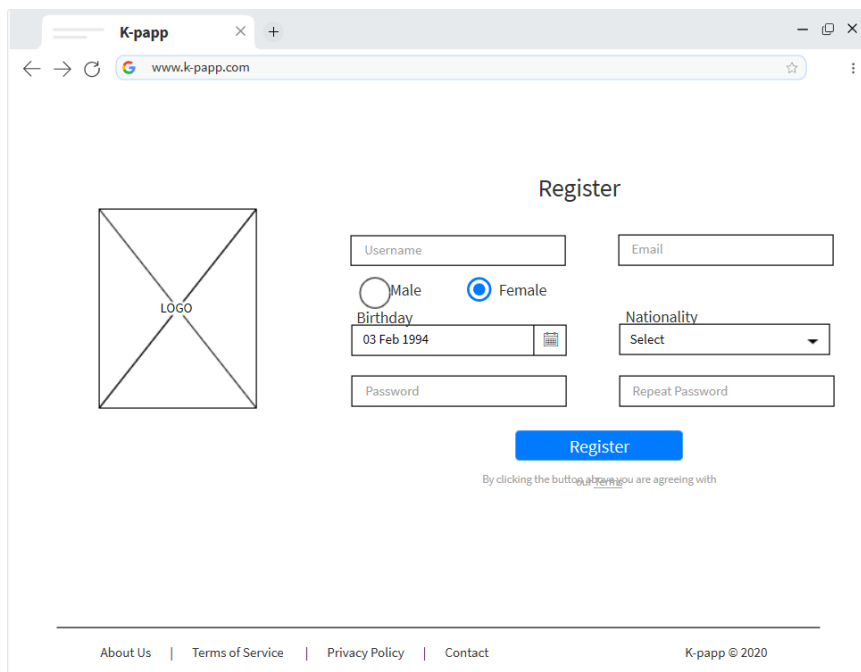 K-papp
www.k-papp.com
Register
Username
Email
Male
Female
Birthday
Nationality
03 Feb 1994
Select
LOGO
Password
Repeat Password
Register
By clicking the button above you are agreeing with
our Terms
About Us | Terms of Service | Privacy Policy | Contact
K-papp © 2020